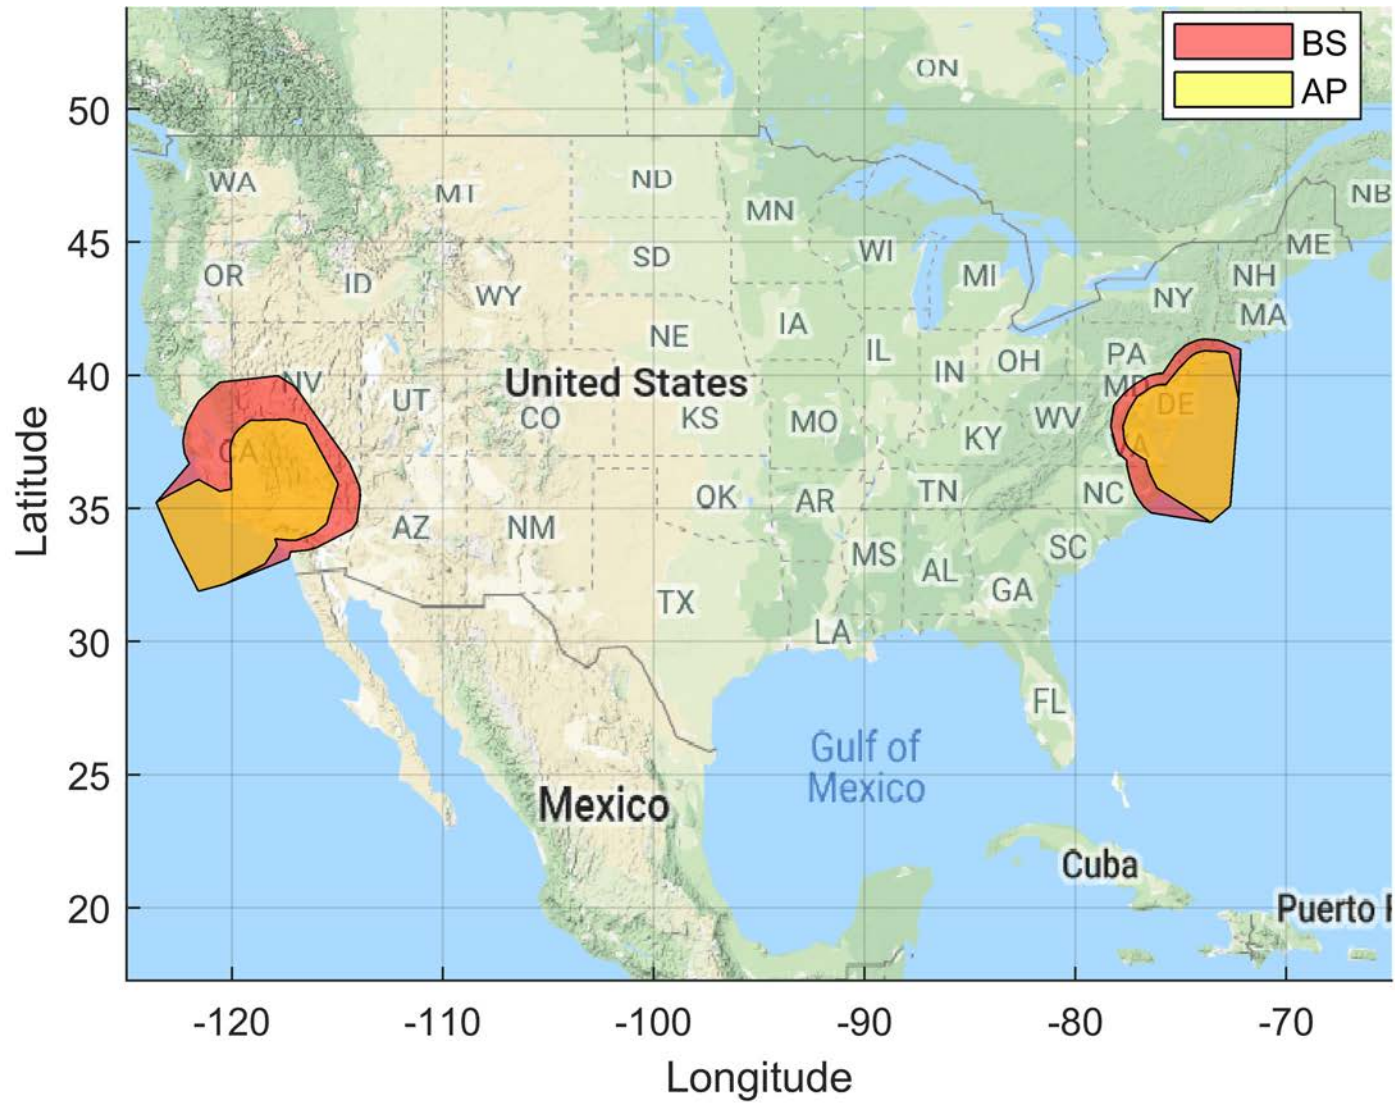 BS
AP
ON
50
WA
MT
ND
MN
NB
45
OR
ID
WY
SD
WI
MI
NY
NH
ME
MA
NE
IA
IL
IN
OH
PA
40
NV
UT
United States
CO
KS
MO
KY
WV
DE
CA
35
AZ
NM
OK
AR
TN
NC
MS
AL
SC
GA
TX
LA
30
FL
Gulf of
Mexico
25
Mexico
Cuba
20
Puerto
-120
-110
-100
-90
-80
-70
Longitude
Latitude